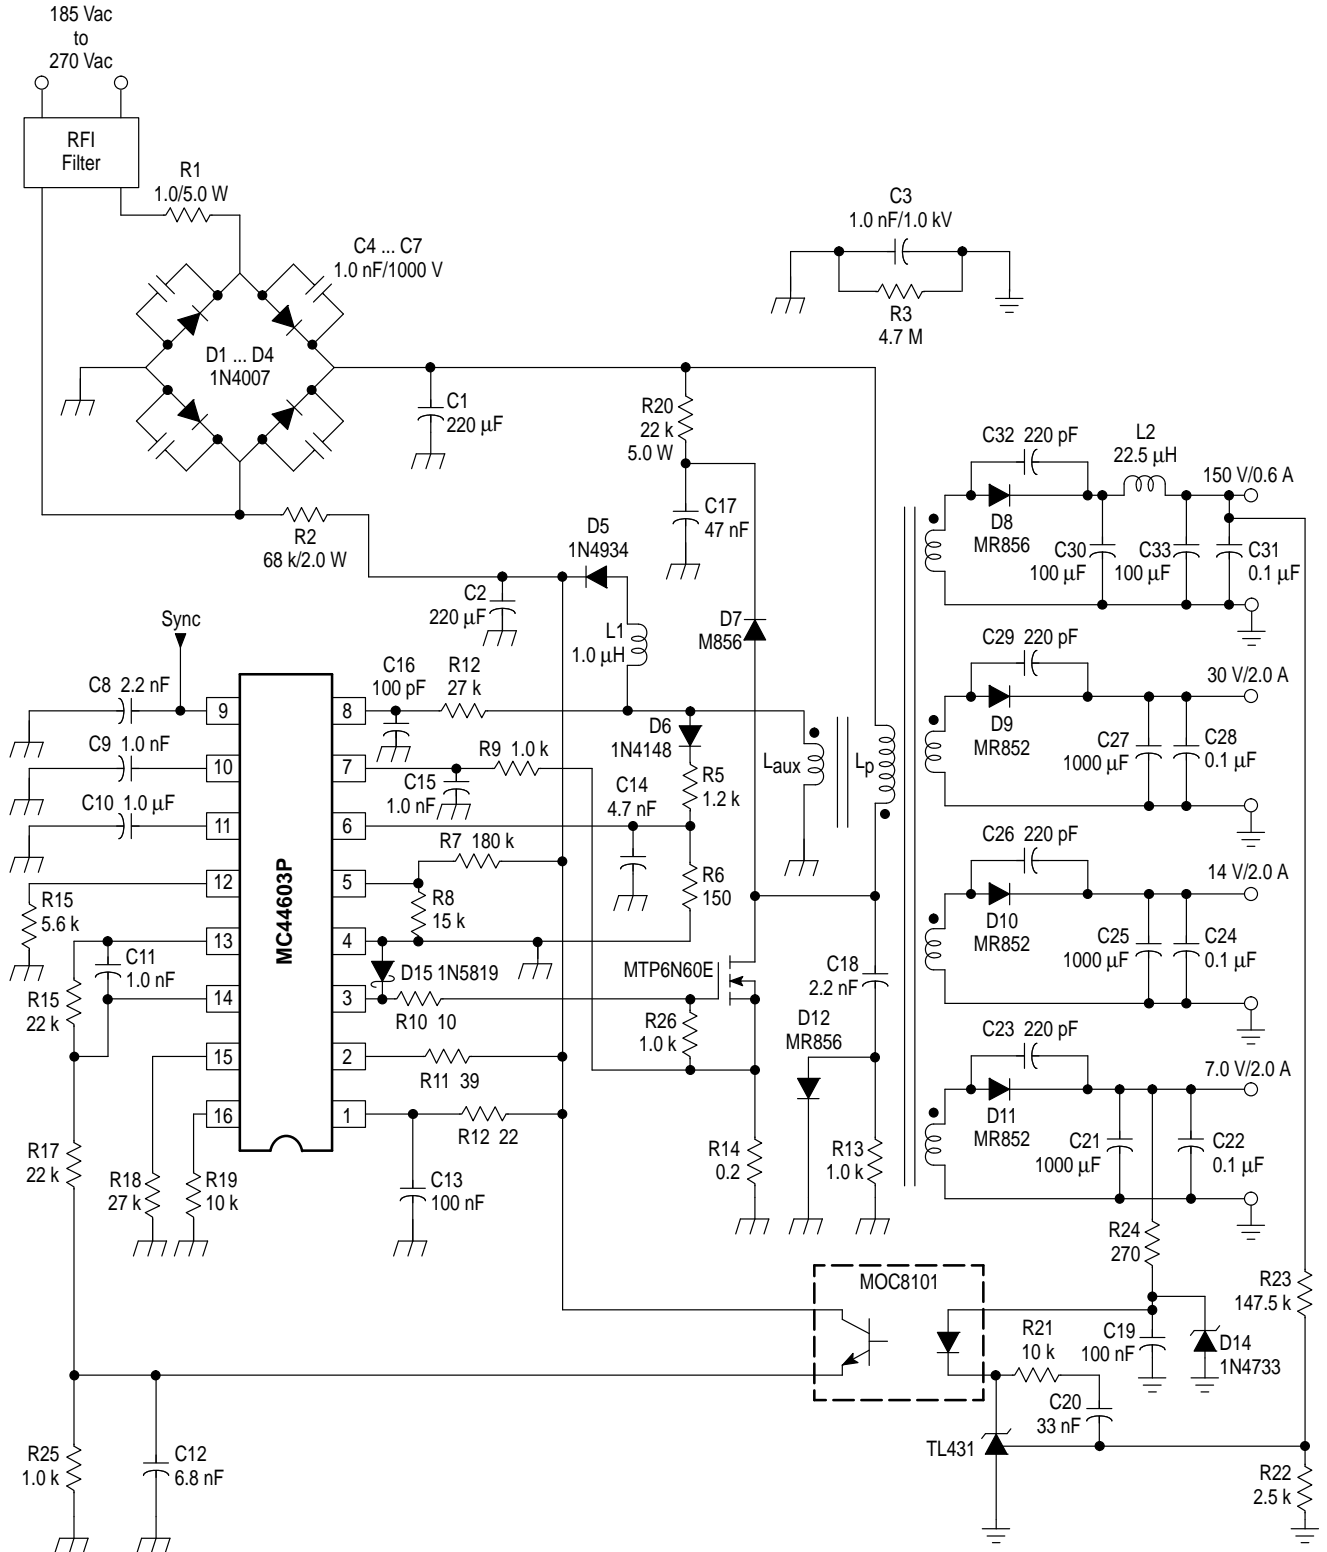 185 Vac
to
270 Vac
RFI
Filter
R1
1.0/5.0 W
C4 ... C7
1.0 nF/1000 V
D1 ... D4
1N4007
C3
1.0 nF/1.0 kV
R3
4.7 M
C1
220 µF
R20
22 k
5.0 W
C17
47 nF
R2
68 k/2.0 W
D5
1N4934
C2
220 µF
L1
1.0 µH
D7
M856
C32 220 pF
L2
22.5 µH
150 V/0.6 A
D8
MR856
C30
100 µF
C33
100 µF
C31
0.1 µF
Sync
C8 2.2 nF
C9 1.0 nF
C10 1.0 µF
C16
100 pF
R12
27 k
D6
1N4148
R9 1.0 k
C15
1.0 nF
C14
4.7 nF
R5
1.2 k
Laux
Lp
C29 220 pF
30 V/2.0 A
D9
MR852
C27
1000 µF
C28
0.1 µF
9
10
11
12
13
14
15
16
MC44603P
8
7
6
5
4
3
2
1
R7 180 k
R8
15 k
R6
150
R15
5.6 k
C11
1.0 nF
R15
22 k
D15 1N5819
R10 10
MTP6N60E
R26
1.0 k
C18
2.2 nF
D12
MR856
C26 220 pF
14 V/2.0 A
D10
MR852
C25
1000 µF
C24
0.1 µF
R11 39
R12 22
C13
100 nF
R17
22 k
R18
27 k
R19
10 k
R14
0.2
R13
1.0 k
C23 220 pF
7.0 V/2.0 A
D11
MR852
C21
1000 µF
C22
0.1 µF
R24
270
MOC8101
R23
147.5 k
R21
10 k
C19
100 nF
D14
1N4733
C20
33 nF
TL431
R22
2.5 k
R25
1.0 k
C12
6.8 nF